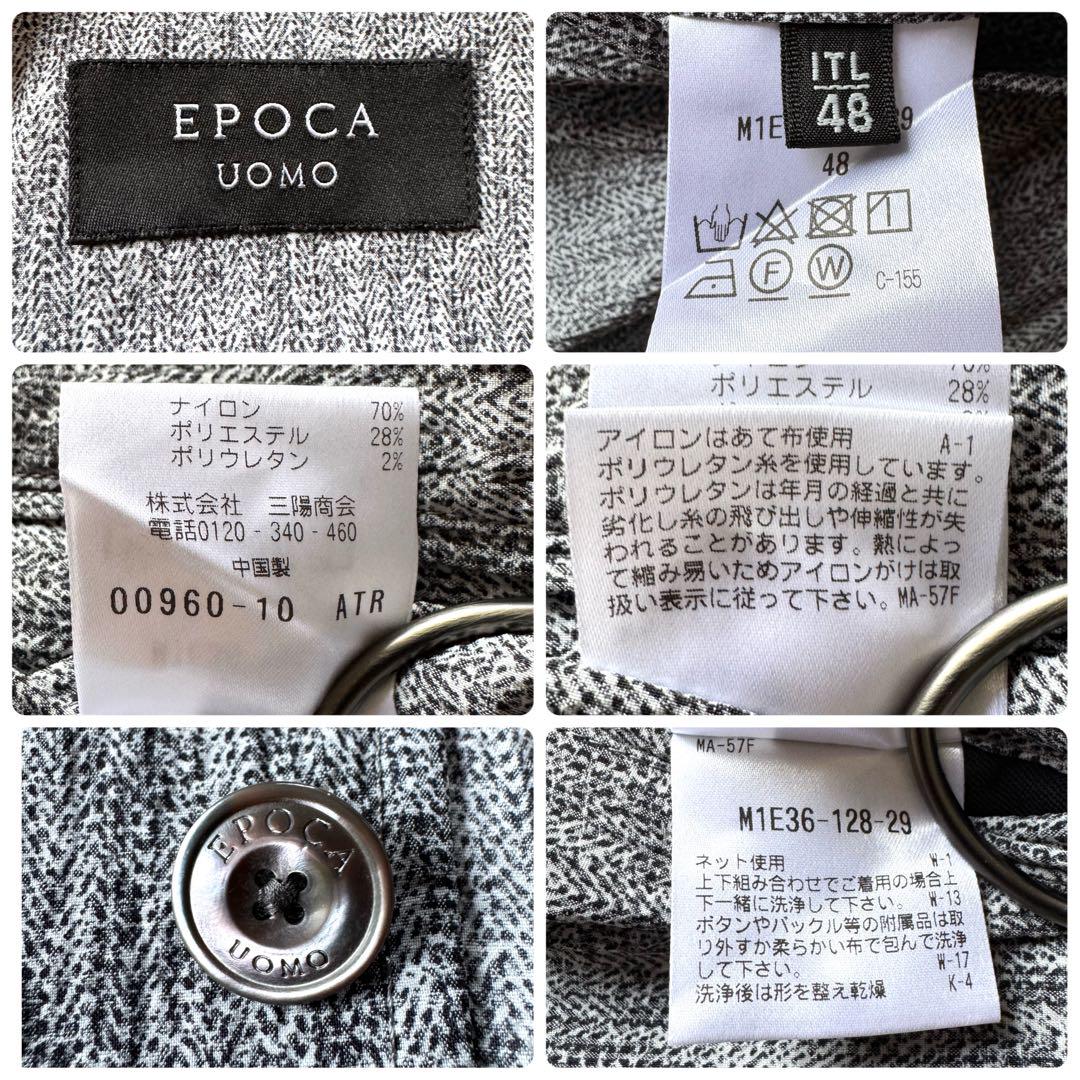 EPOCA
UOMO
ITL
48
M1E
29
48
1
F
W
C-155
ナイロン 70%
ポリエステル 28%
ポリウレタン 2%
株式会社 三陽商会
電話0120-340-460
中国製
00960-10 ATR
70%
ポリエステル 28%
アイロンはあて布使用 A-1
ポリウレタン糸を使用しています。
ポリウレタンは年月の経過と共に
劣化し糸の飛び出しや伸縮性が失
われることがあります。熱によっ
て縮み易いためアイロンがけは取
扱い表示に従って下さい。MA-57F
EPOCA
UOMO
MA-57F
M1E36-128-29
ネット使用 W-1
上下組み合わせでご着用の場合上
下一緒に洗浄して下さい。 W-13
ボタンやバックル等の附属品は取
り外すか柔らかい布で包んで洗浄
して下さい。 W-17
洗浄後は形を整え乾燥 K-4